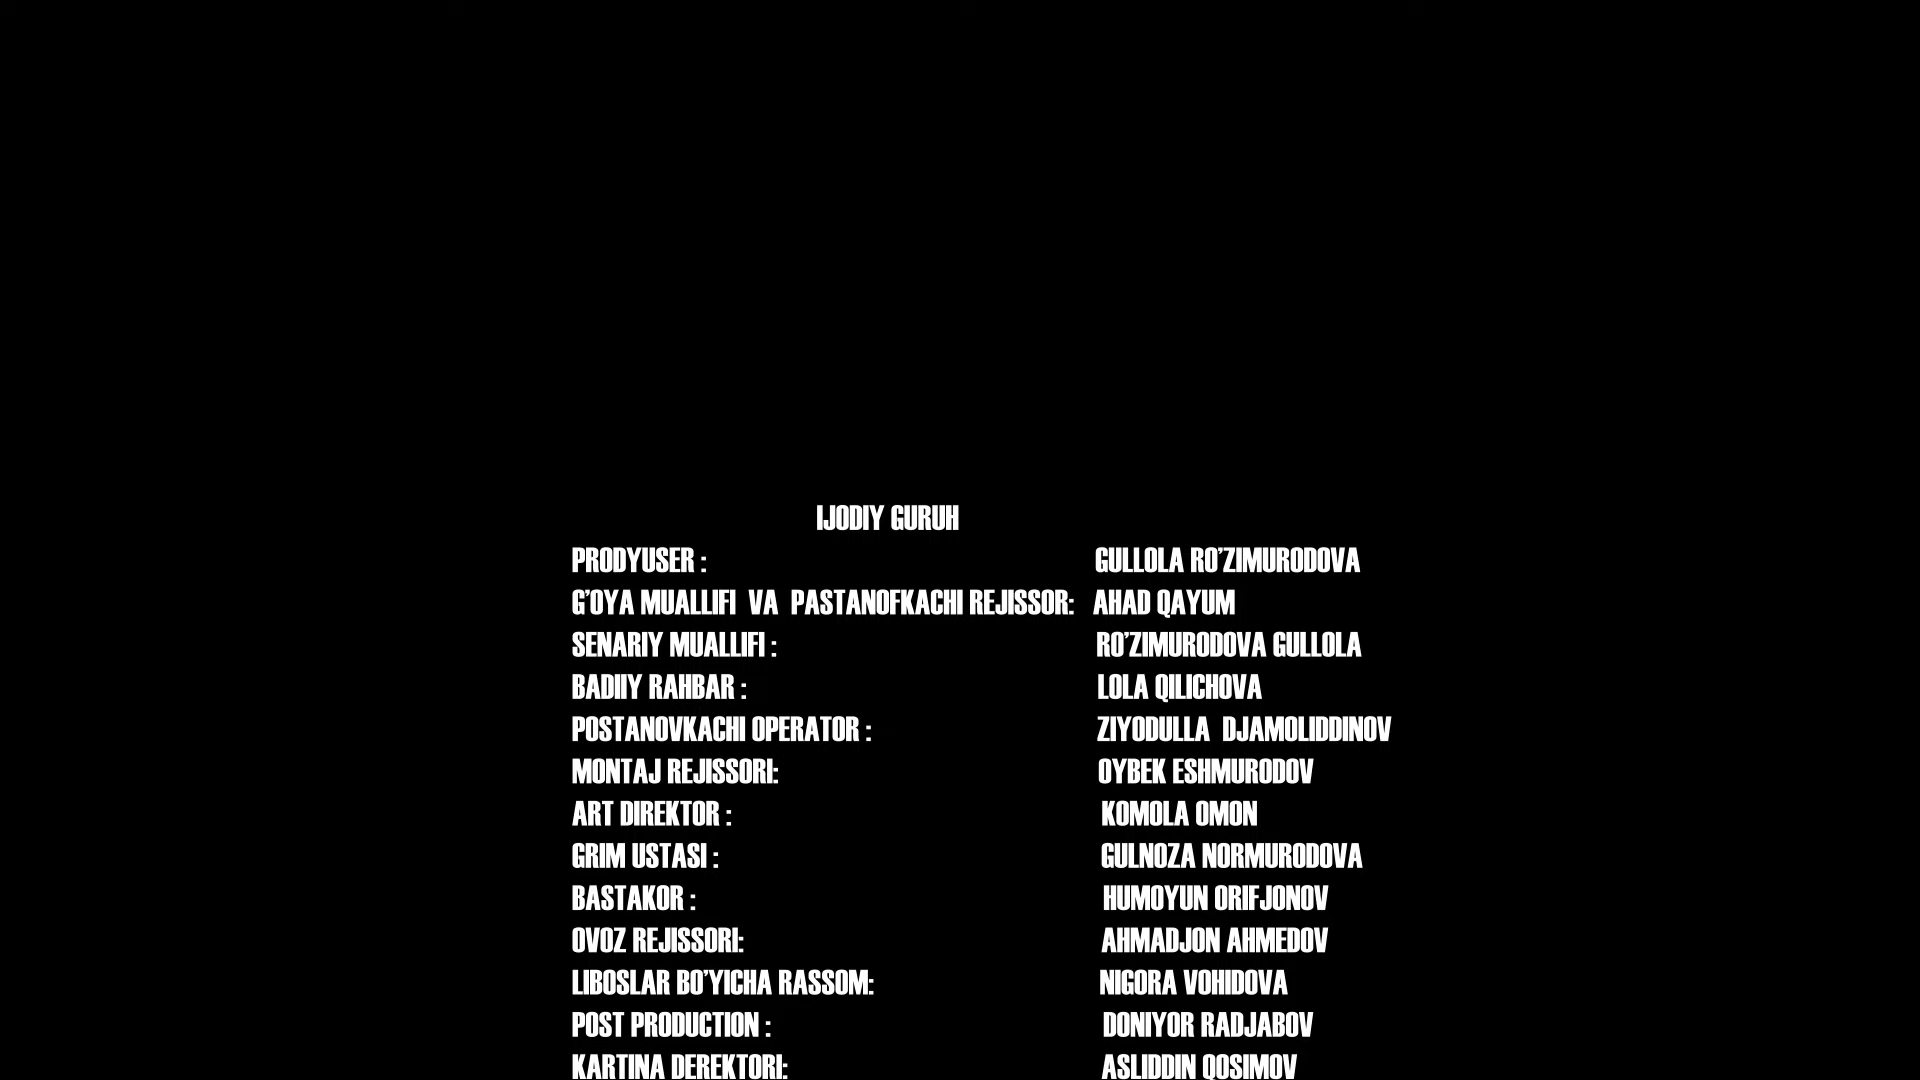 IJODIY GURUH
PRODYUSER : GULLOLA RO'ZIMURODOVA
G'OYA MUALLIFI VA PASTANOFKACHI REJISSOR: AHAD QAYUM
SENARIY MUALLIFI : RO'ZIMURODOVA GULLOLA
BADIIY RAHBAR : LOLA QILICHOVA
POSTANOVKACHI OPERATOR : ZIYODULLA DJAMOLIDDINOV
MONTAJ REJISSORI: OYBEK ESHMURODOV
ART DIREKTOR : KOMOLA OMON
GRIM USTASI : GULNOZA NORMURODOVA
BASTAKOR : HUMOYUN ORIFJONOV
OVOZ REJISSORI: AHMADJON AHMEDOV
LIBOSLAR BO'YICHA RASSOM: NIGORA VOHIDOVA
POST PRODUCTION : DONIYOR RADJABOV
KARTINA DEREKTORI: ASLIDDIN QOSIMOV